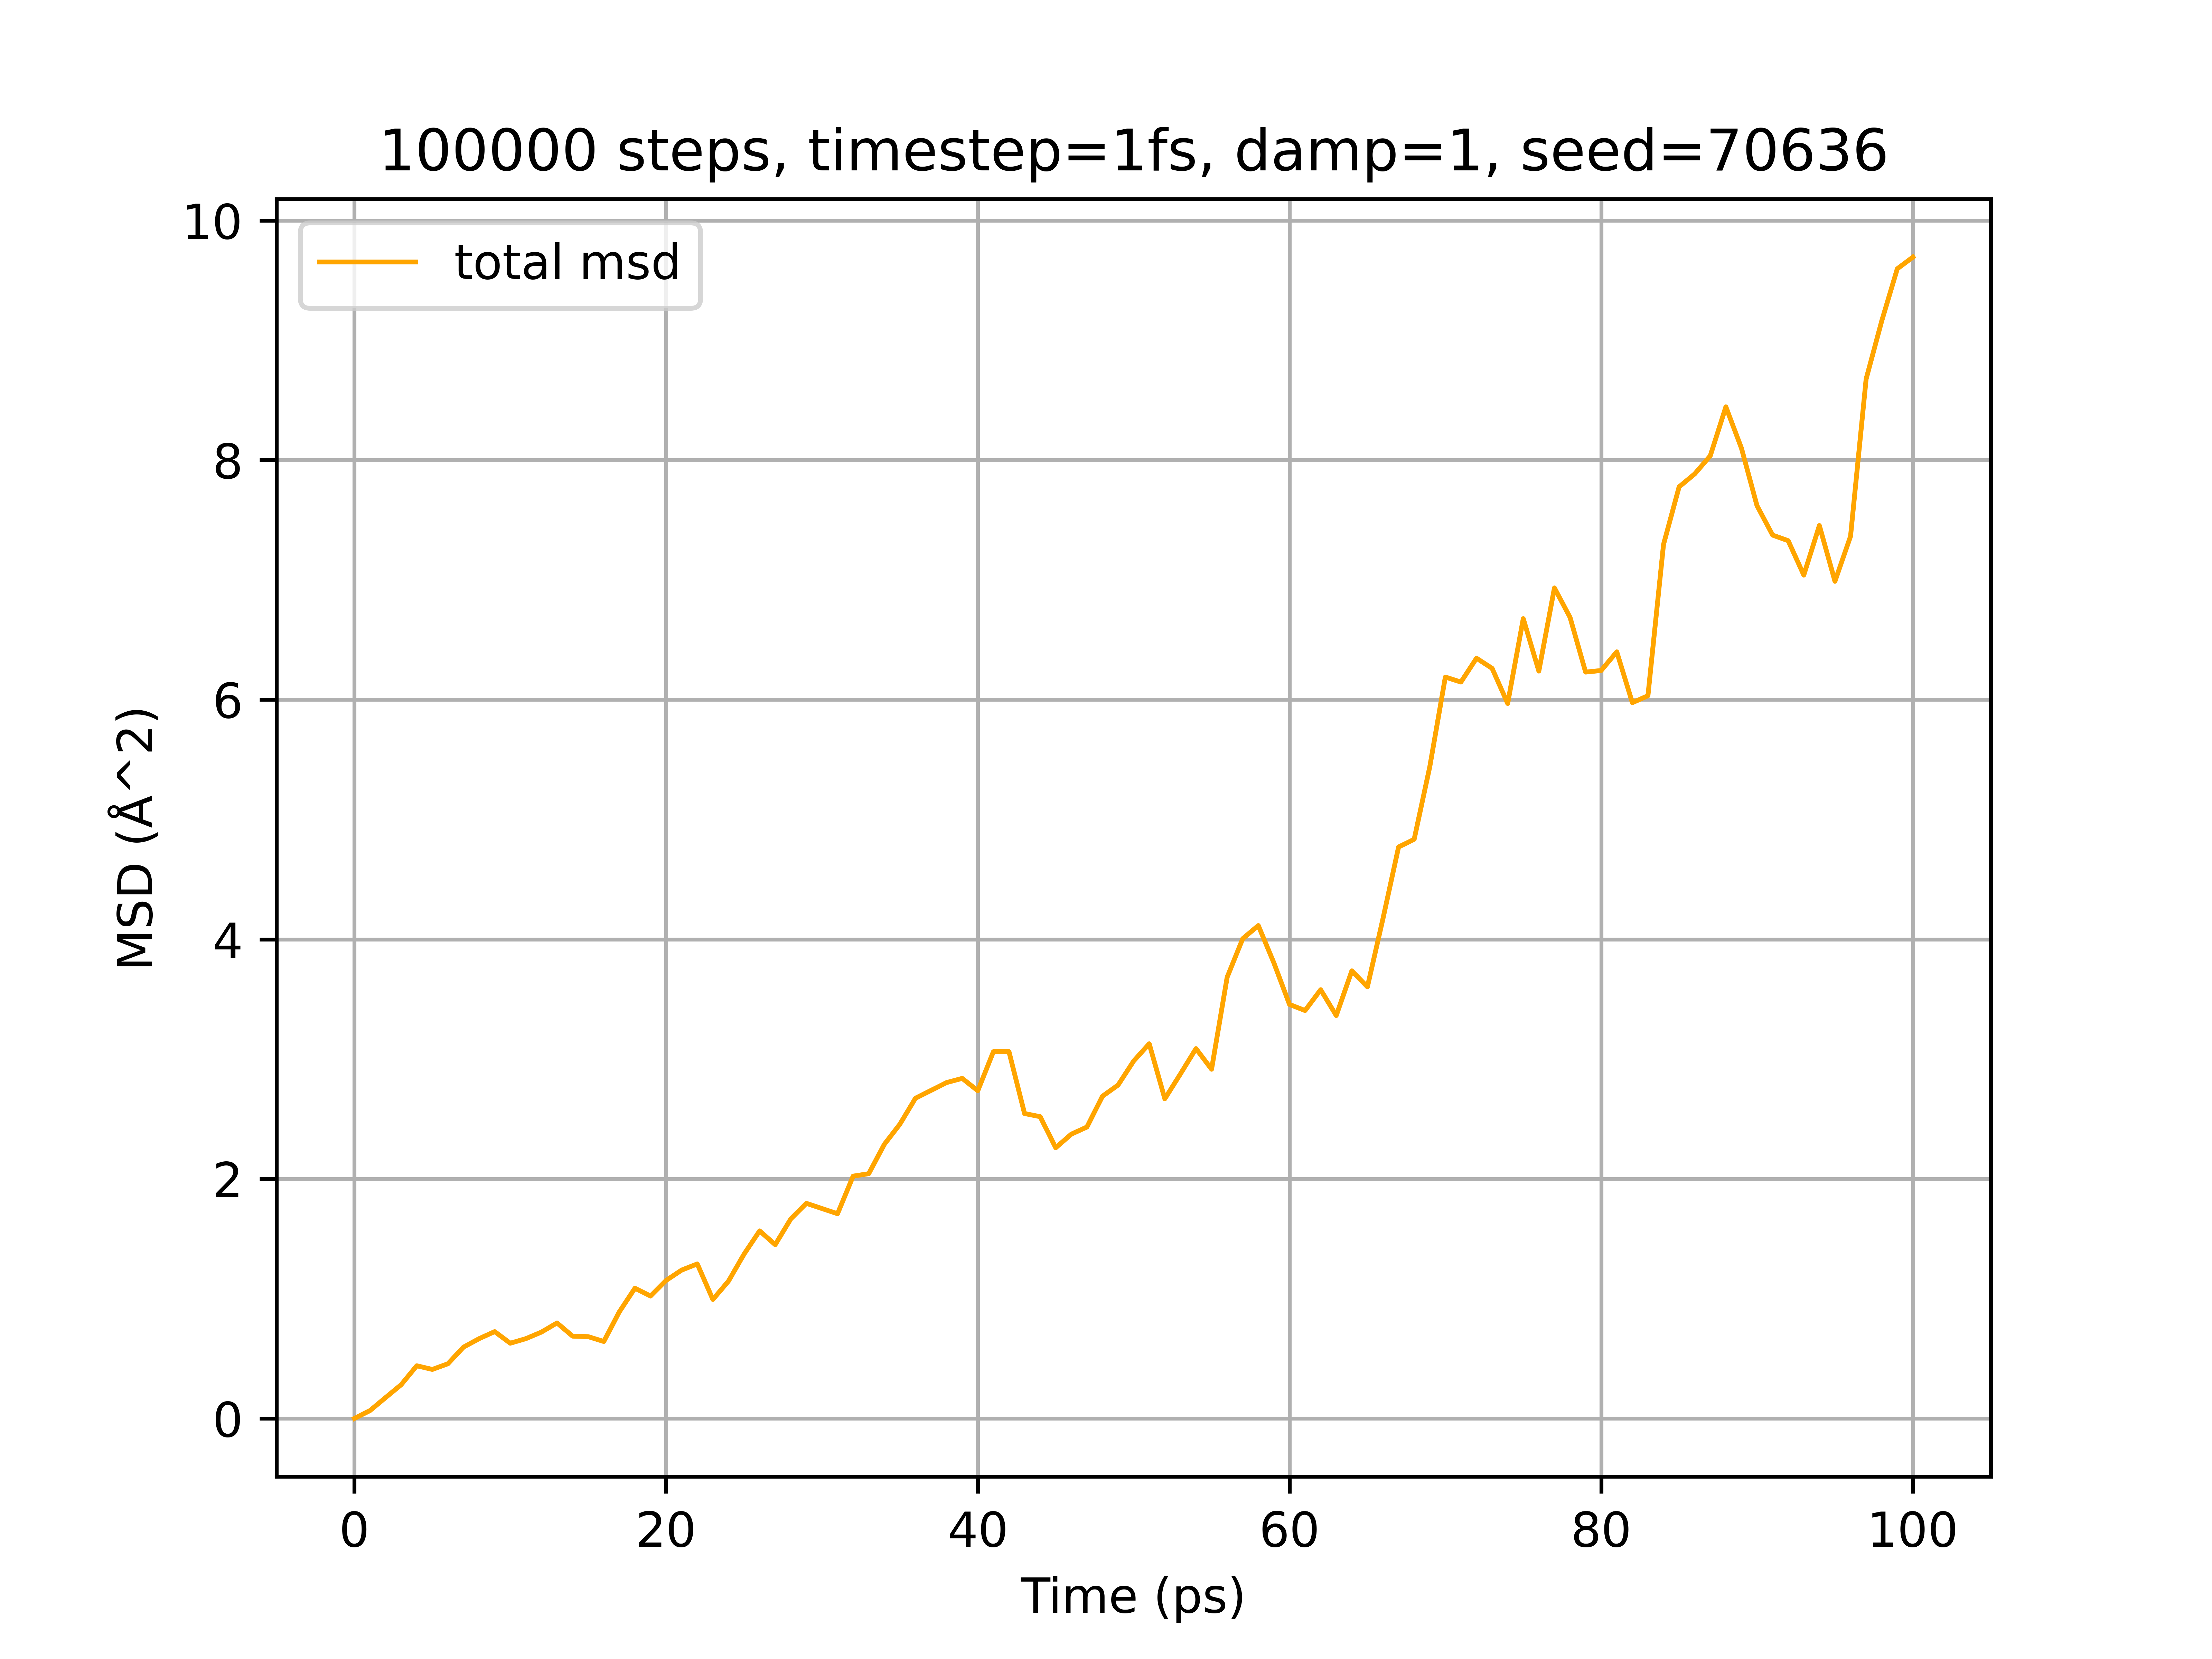 100000 steps, timestep=1fs, damp=1, seed=70636
total msd
10
8
6
4
2
0
MSD (Å^2)
0 20 40 60 80 100
Time (ps)